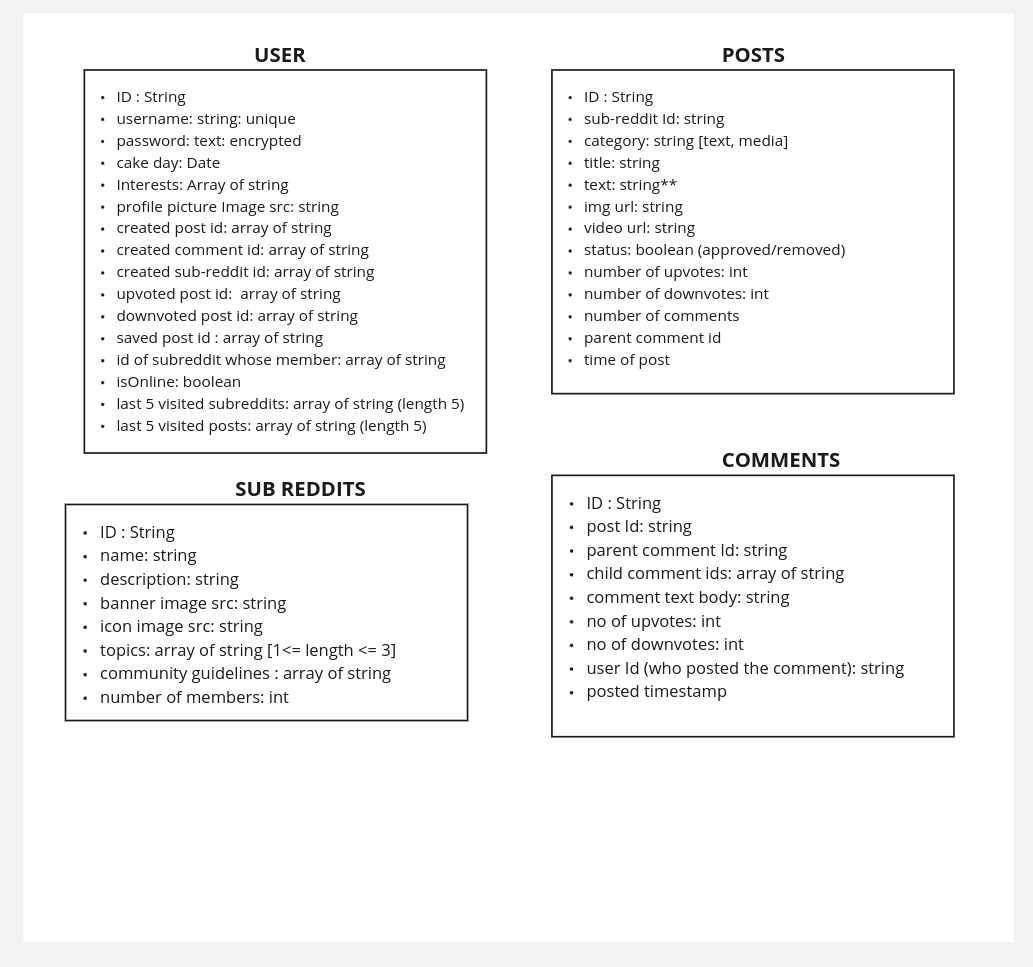 USER
• ID : String
• username: string: unique
• password: text: encrypted
• cake day: Date
• Interests: Array of string
• profile picture Image src: string
• created post id: array of string
• created comment id: array of string
• created sub-reddit id: array of string
• upvoted post id:  array of string
• downvoted post id: array of string
• saved post id : array of string
• id of subreddit whose member: array of string
• isOnline: boolean
• last 5 visited subreddits: array of string (length 5)
• last 5 visited posts: array of string (length 5)
POSTS
• ID : String
• sub-reddit Id: string
• category: string [text, media]
• title: string
• text: string**
• img url: string
• video url: string
• status: boolean (approved/removed)
• number of upvotes: int
• number of downvotes: int
• number of comments
• parent comment id
• time of post
SUB REDDITS
• ID : String
• name: string
• description: string
• banner image src: string
• icon image src: string
• topics: array of string [1<= length <= 3]
• community guidelines : array of string
• number of members: int
COMMENTS
• ID : String
• post Id: string
• parent comment Id: string
• child comment ids: array of string
• comment text body: string
• no of upvotes: int
• no of downvotes: int
• user Id (who posted the comment): string
• posted timestamp